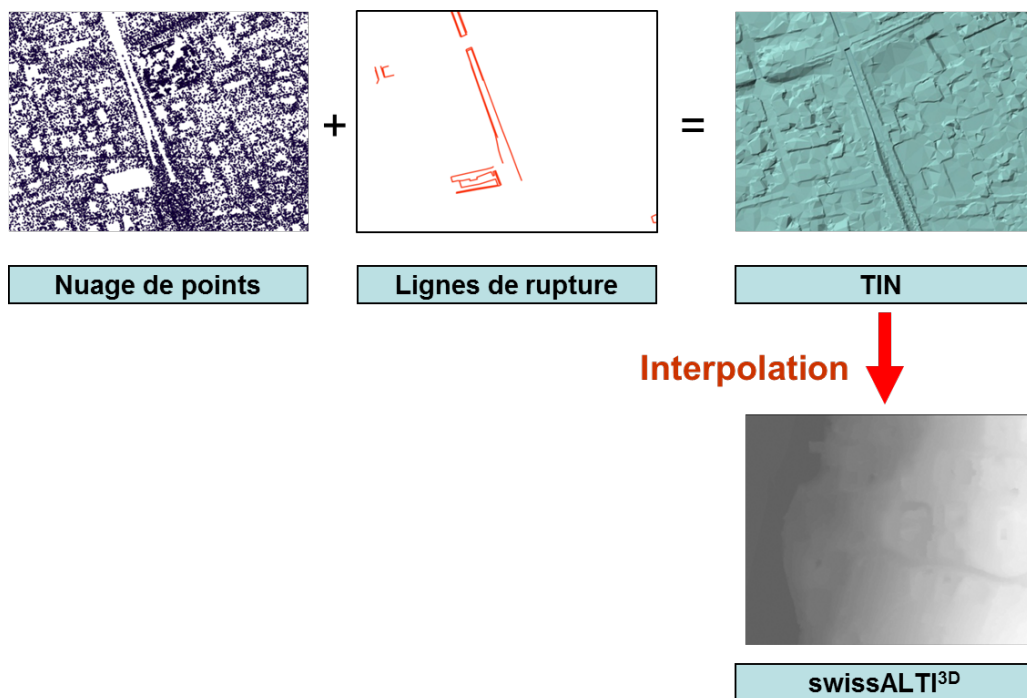 +
=
Nuage de points
Lignes de rupture
TIN
Interpolation
swissALTI³ᴰ